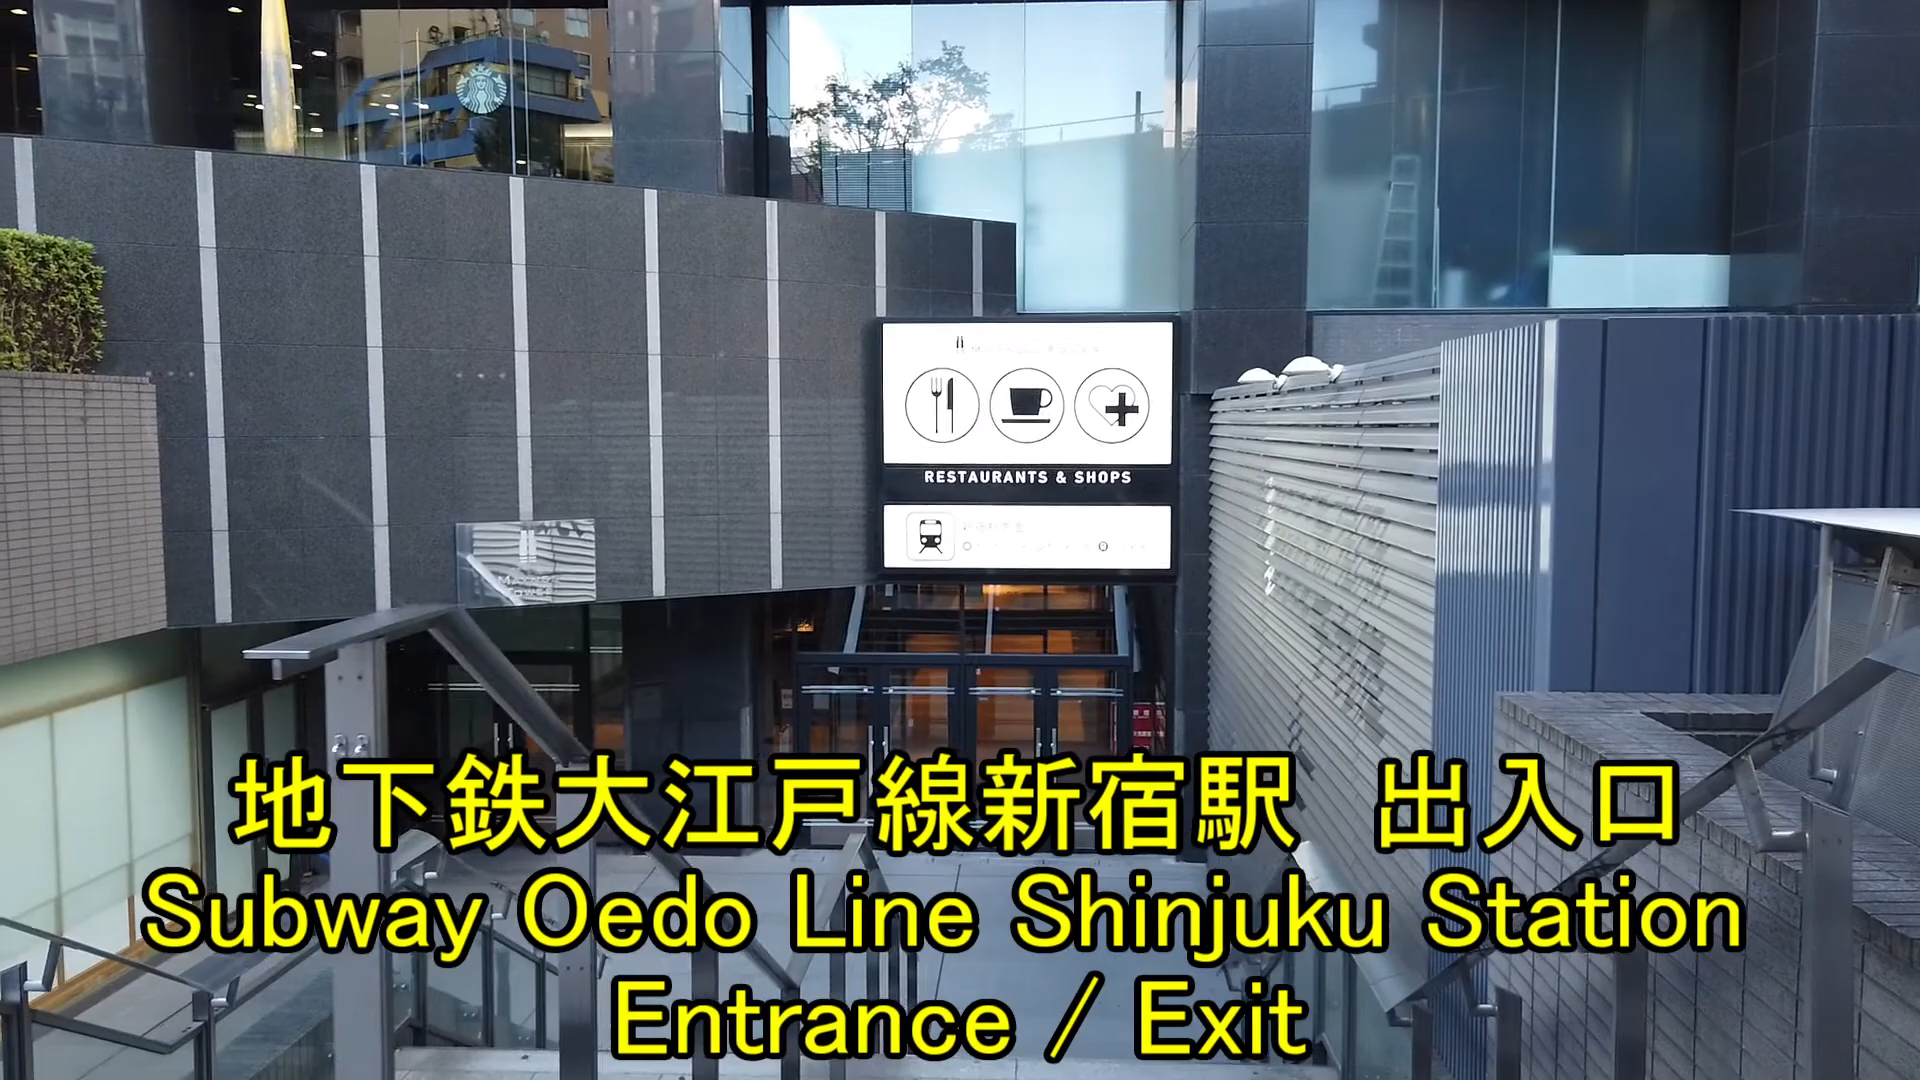 RESTAURANTS & SHOPS
地下鉄大江戸線新宿駅　出入口
Subway Oedo Line Shinjuku Station
Entrance / Exit